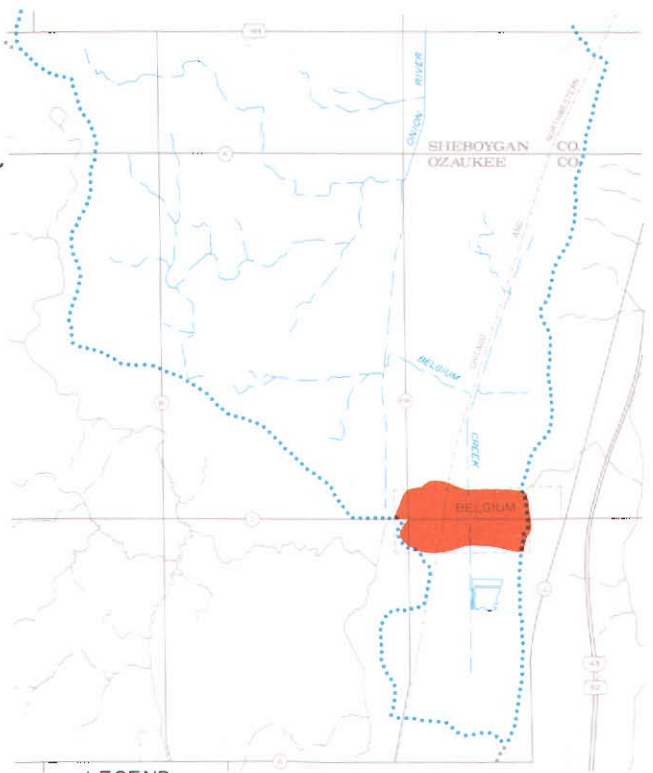 ONION RIVER
NORTHWESTERN
SHEBOYGAN CO.
OZAUKEE CO.
AND
CHICAGO
BELGIUM
CREEK
BELGIUM
LEGEND